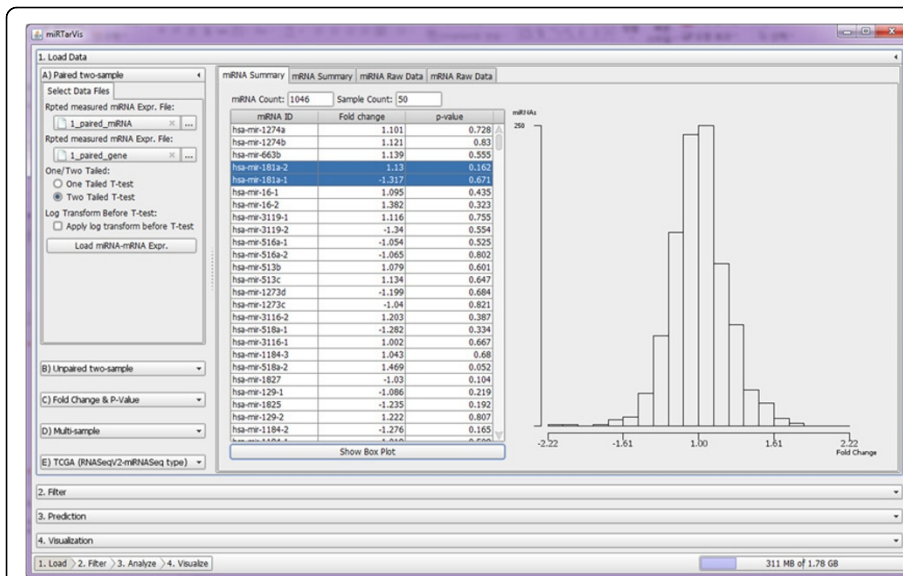 miRTarVis
1. Load Data
A) Paired two-sample
Select Data Files
Rpted measured mRNA Expr. File:
1_paired_miRNA
...
Rpted measured mRNA Expr. File:
1_paired_gene
...
One/Two Tailed:
One Tailed T-test
Two Tailed T-test
Log Transform Before T-test:
Apply log transform before T-test
Load miRNA-mRNA Expr.
B) Unpaired two-sample
C) Fold Change & P-Value
D) Multi-sample
E) TCGA (RNASeqV2-miRNASeq type)
miRNA Summary mRNA Summary miRNA Raw Data mRNA Raw Data
miRNA Count: 1046 Sample Count: 50
miRNA ID Fold change p-value
hsa-mir-1274a 1.101 0.728
hsa-mir-1274b 1.121 0.83
hsa-mir-663b 1.139 0.555
hsa-mir-181a-2 1.13 0.162
hsa-mir-181a-1 -1.317 0.671
hsa-mir-16-1 1.095 0.435
hsa-mir-16-2 1.382 0.323
hsa-mir-3119-1 1.116 0.755
hsa-mir-3119-2 -1.34 0.554
hsa-mir-516a-1 -1.054 0.525
hsa-mir-516a-2 -1.065 0.802
hsa-mir-513b 1.079 0.601
hsa-mir-513c 1.134 0.647
hsa-mir-1273d -1.199 0.684
hsa-mir-1273c -1.04 0.821
hsa-mir-3116-2 1.203 0.387
hsa-mir-518a-1 -1.282 0.334
hsa-mir-3116-1 1.002 0.667
hsa-mir-1184-3 1.043 0.68
hsa-mir-518a-2 1.469 0.052
hsa-mir-1827 -1.03 0.104
hsa-mir-129-1 -1.086 0.219
hsa-mir-1825 -1.235 0.192
hsa-mir-129-2 1.222 0.807
hsa-mir-1184-2 -1.276 0.165
Show Box Plot
miRNAs
250
0
-2.22 -1.61 1.00 1.61 2.22
Fold Change
2. Filter
3. Prediction
4. Visualization
1. Load 2. Filter 3. Analyze 4. Visualize
311 MB of 1.78 GB